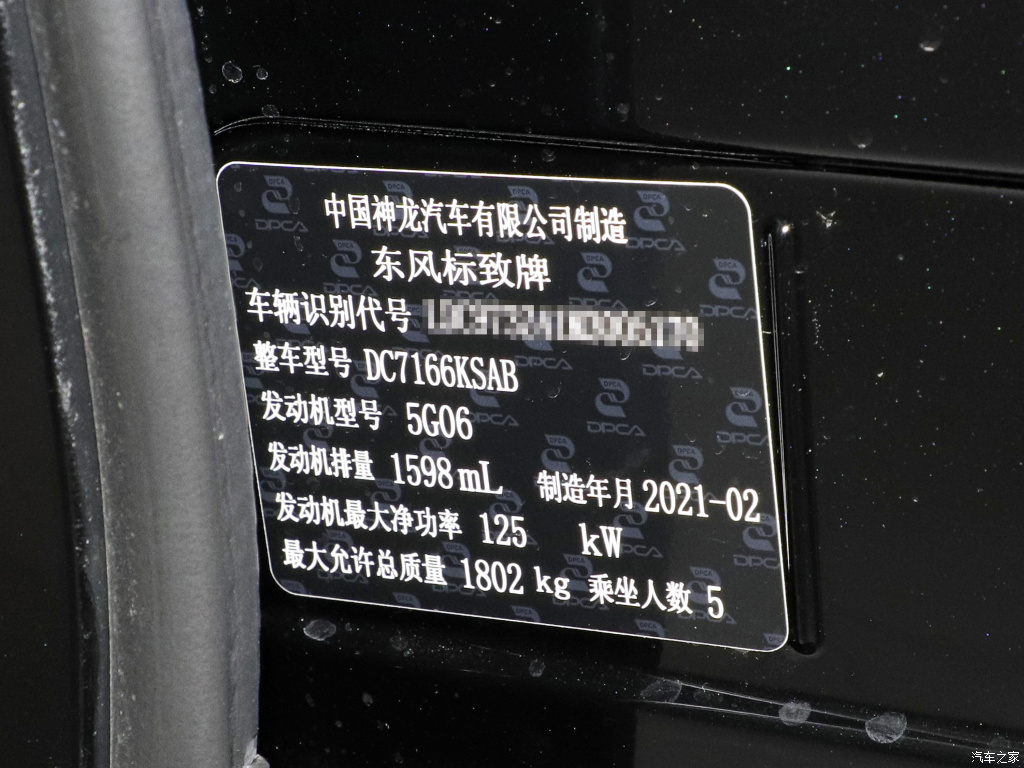 中国神龙汽车有限公司制造
东风标致牌
车辆识别代号
整车型号 DC7166KSAB
发动机型号 5G06
发动机排量 1598 mL 制造年月 2021-02
发动机最大净功率 125 kW
最大允许总质量 1802 kg 乘坐人数 5
DPCA
汽车之家